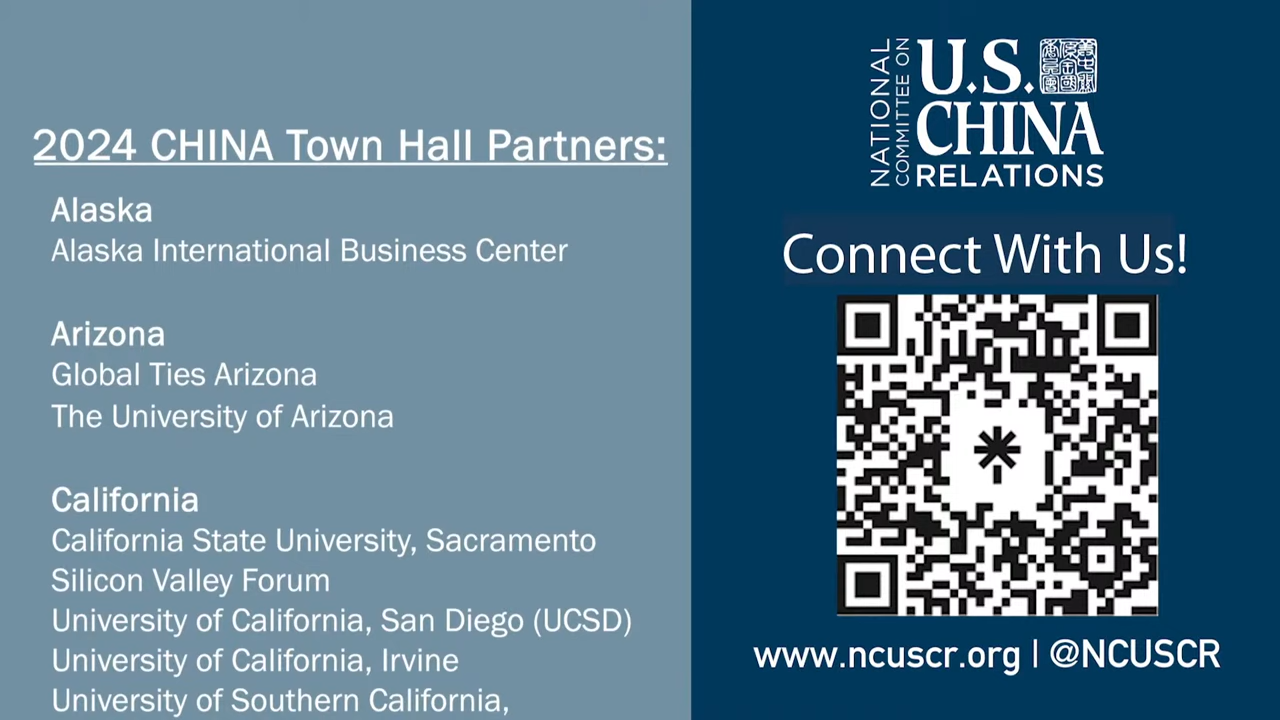 2024 CHINA Town Hall Partners:
Alaska
Alaska International Business Center
Arizona
Global Ties Arizona
The University of Arizona
California
California State University, Sacramento
Silicon Valley Forum
University of California, San Diego (UCSD)
University of California, Irvine
University of Southern California,
NATIONAL
COMMITTEE ON
U.S.
CHINA
RELATIONS
Connect With Us!
www.ncuscr.org | @NCUSCR